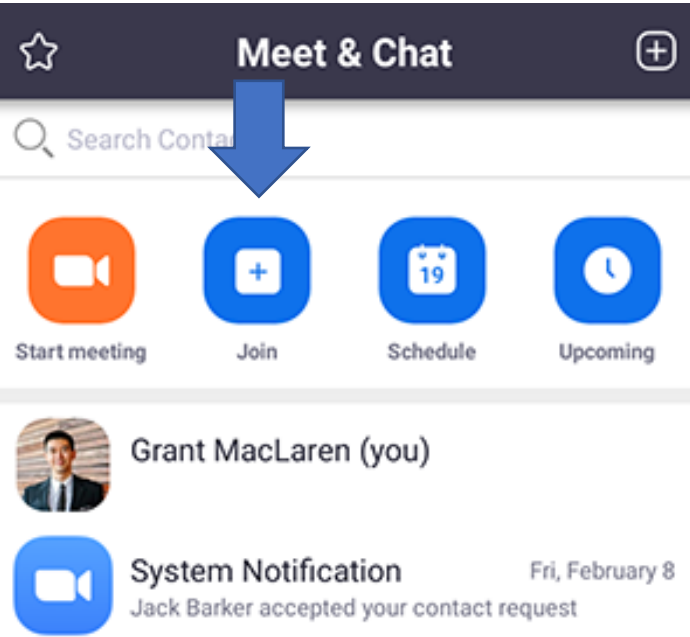 Meet & Chat
Search Conta
19
Start meeting Join Schedule Upcoming
Grant MacLaren (you)
System Notification Fri, February 8
Jack Barker accepted your contact request